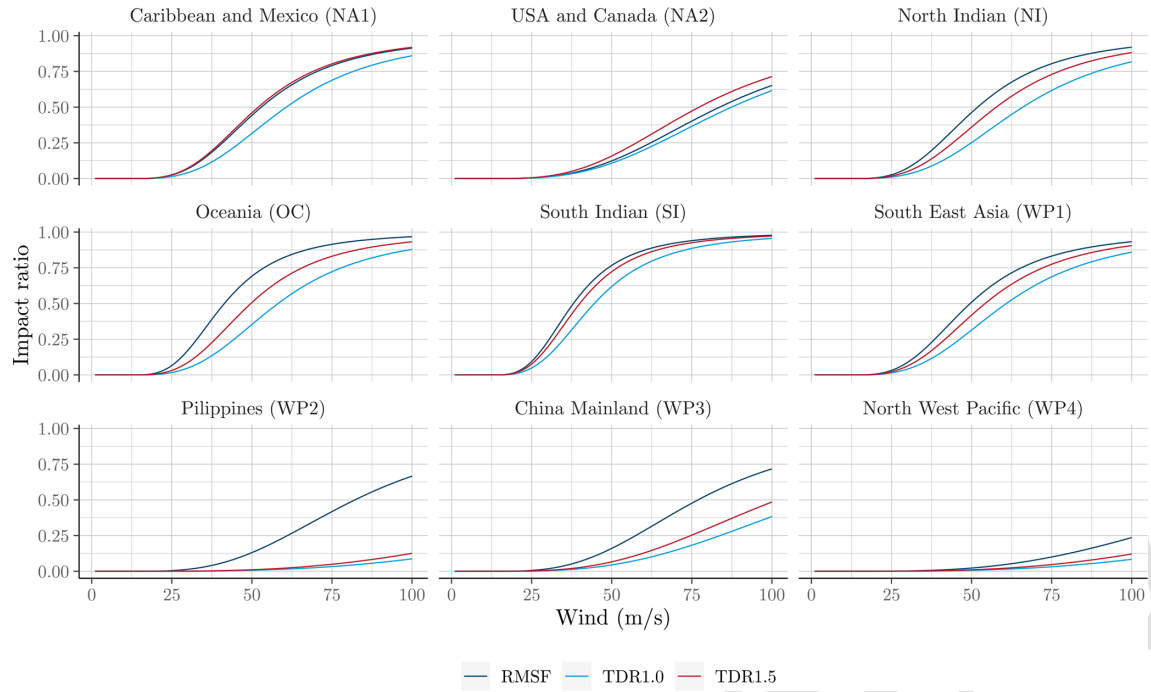 Caribbean and Mexico (NA1) USA and Canada (NA2) North Indian (NI)
1.00
0.75
0.50
0.25
0.00
Oceania (OC) South Indian (SI) South East Asia (WP1)
1.00
0.75
0.50
0.25
0.00
Impact ratio
Pilippines (WP2) China Mainland (WP3) North West Pacific (WP4)
1.00
0.75
0.50
0.25
0.00
0 25 50 75 100 0 25 50 75 100 0 25 50 75 100
Wind (m/s)
RMSF TDR1.0 TDR1.5